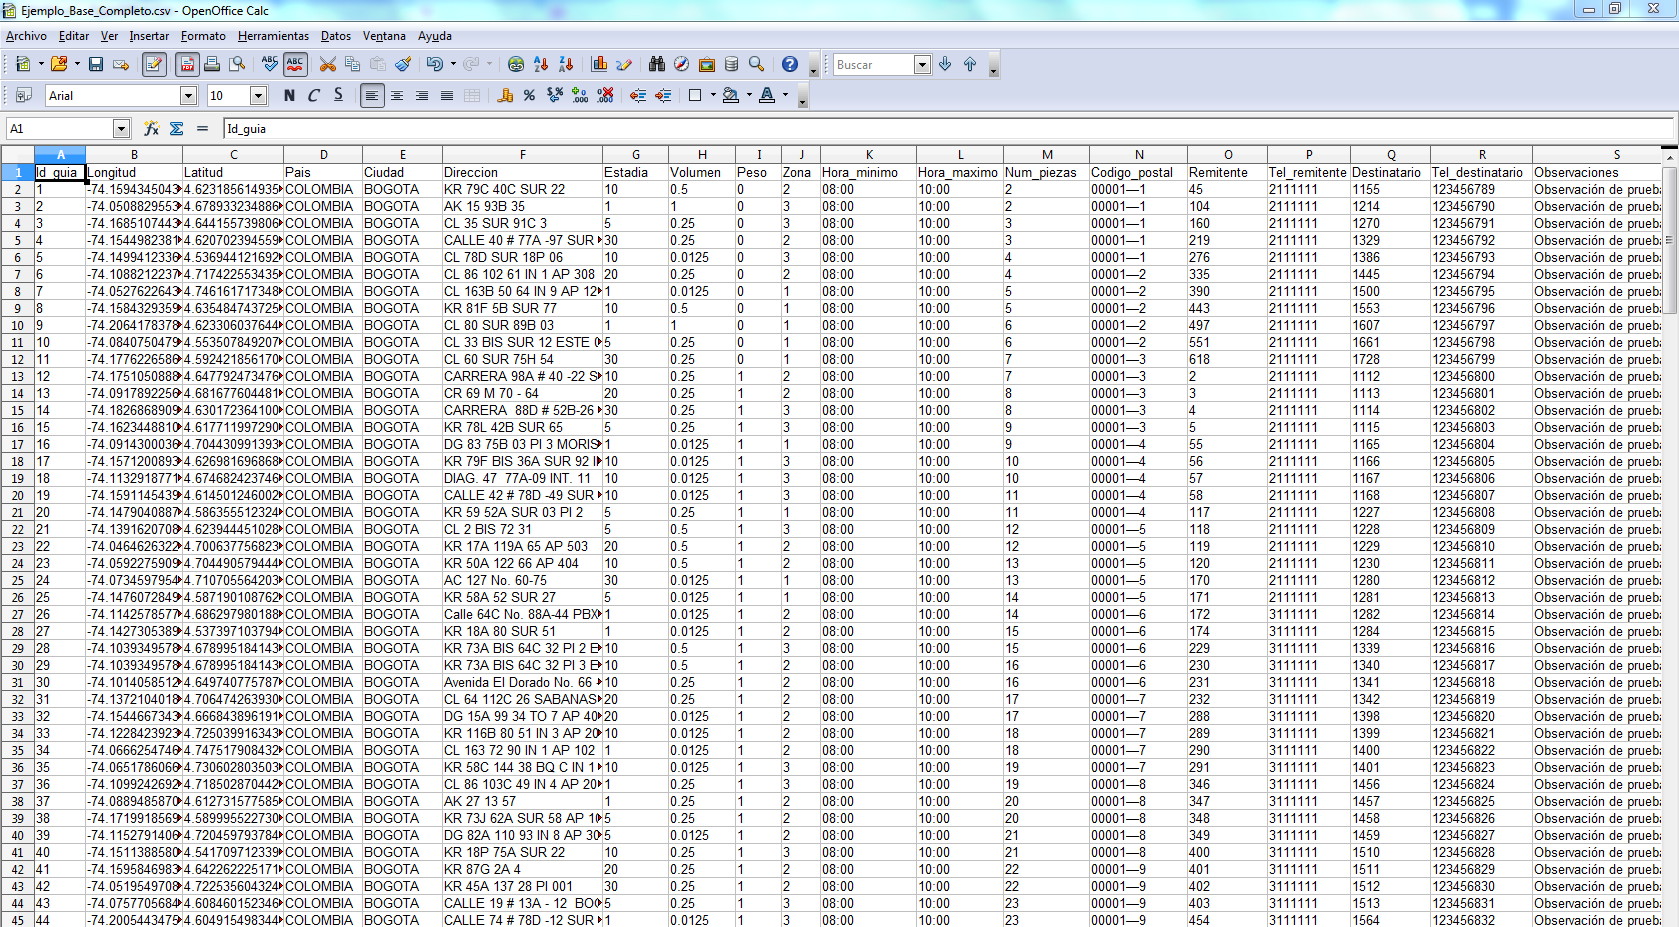 Ejemplo_Base_Completo.csv - OpenOffice Calc
Archivo Editar Ver Insertar Formato Herramientas Datos Ventana Ayuda
Buscar
Arial 10 N C S
A1 Id_guia
A B C D E F G H I J K L M N O P Q R S
1 Id_guia Longitud Latitud Pais Ciudad Direccion Estadia Volumen Peso Zona Hora_minimo Hora_maximo Num_piezas Codigo_postal Remitente Tel_remitente Destinatario Tel_destinatario Observaciones
2 1 -74.1594345043 4.623185614935 COLOMBIA BOGOTA KR 79C 40C SUR 22 10 0.5 0 2 08:00 10:00 2 00001—1 45 2111111 1155 123456789 Observación de prueba
3 2 -74.0508829553 4.678933234886 COLOMBIA BOGOTA AK 15 93B 35 1 1 0 3 08:00 10:00 2 00001—1 104 2111111 1214 123456790 Observación de prueba
4 3 -74.1685107443 4.644155739806 COLOMBIA BOGOTA CL 35 SUR 91C 3 5 0.25 0 3 08:00 10:00 3 00001—1 160 2111111 1270 123456791 Observación de prueba
5 4 -74.1544982381 4.620702394559 COLOMBIA BOGOTA CALLE 40 # 77A -97 SUR 30 0.25 0 2 08:00 10:00 3 00001—1 219 2111111 1329 123456792 Observación de prueba
6 5 -74.1499412336 4.536944121692 COLOMBIA BOGOTA CL 78D SUR 18P 06 10 0.0125 0 3 08:00 10:00 4 00001—1 276 2111111 1386 123456793 Observación de prueba
7 6 -74.1088212237 4.717422553435 COLOMBIA BOGOTA CL 86 102 61 IN 1 AP 308 20 0.25 0 2 08:00 10:00 4 00001—2 335 2111111 1445 123456794 Observación de prueba
8 7 -74.0527622643 4.746161717348 COLOMBIA BOGOTA CL 163B 50 64 IN 9 AP 12 1 0.0125 0 1 08:00 10:00 5 00001—2 390 2111111 1500 123456795 Observación de prueba
9 8 -74.1584329359 4.635484743725 COLOMBIA BOGOTA KR 81F 5B SUR 77 10 0.5 0 1 08:00 10:00 5 00001—2 443 2111111 1553 123456796 Observación de prueba
10 9 -74.2064178378 4.623306037644 COLOMBIA BOGOTA CL 80 SUR 89B 03 1 1 0 1 08:00 10:00 6 00001—2 497 2111111 1607 123456797 Observación de prueba
11 10 -74.0840750479 4.553507849207 COLOMBIA BOGOTA CL 33 BIS SUR 12 ESTE 5 0.25 0 1 08:00 10:00 6 00001—2 551 2111111 1661 123456798 Observación de prueba
12 11 -74.1776226586 4.592421856170 COLOMBIA BOGOTA CL 60 SUR 75H 54 30 0.25 0 1 08:00 10:00 7 00001—3 618 2111111 1728 123456799 Observación de prueba
13 12 -74.1751050888 4.647792473476 COLOMBIA BOGOTA CARRERA 98A # 40 -22 S 10 0.25 1 2 08:00 10:00 7 00001—3 2 2111111 1112 123456800 Observación de prueba
14 13 -74.0917892256 4.681677604481 COLOMBIA BOGOTA CR 69 M 70 - 64 20 0.25 1 2 08:00 10:00 8 00001—3 3 2111111 1113 123456801 Observación de prueba
15 14 -74.1826868909 4.630172364100 COLOMBIA BOGOTA CARRERA 88D # 52B-26 30 0.25 1 3 08:00 10:00 8 00001—3 4 2111111 1114 123456802 Observación de prueba
16 15 -74.1623448810 4.617711997290 COLOMBIA BOGOTA KR 78L 42B SUR 65 5 0.25 1 3 08:00 10:00 9 00001—3 5 2111111 1115 123456803 Observación de prueba
17 16 -74.0914300036 4.704430991393 COLOMBIA BOGOTA DG 83 75B 03 PI 3 MORIS 1 0.0125 1 1 08:00 10:00 9 00001—4 55 2111111 1165 123456804 Observación de prueba
18 17 -74.1571200893 4.626981696868 COLOMBIA BOGOTA KR 79F BIS 36A SUR 92 I 10 0.0125 1 3 08:00 10:00 10 00001—4 56 2111111 1166 123456805 Observación de prueba
19 18 -74.1132918771 4.674682423746 COLOMBIA BOGOTA DIAG. 47 77A-09 INT. 11 10 0.0125 1 3 08:00 10:00 10 00001—4 57 2111111 1167 123456806 Observación de prueba
20 19 -74.1591145439 4.614501246002 COLOMBIA BOGOTA CALLE 42 # 78D -49 SUR 10 0.0125 1 3 08:00 10:00 11 00001—4 58 2111111 1168 123456807 Observación de prueba
21 20 -74.1479040887 4.586355512324 COLOMBIA BOGOTA KR 59 52A SUR 03 PI 2 5 0.25 1 1 08:00 10:00 11 00001—4 117 2111111 1227 123456808 Observación de prueba
22 21 -74.1391620708 4.623944451028 COLOMBIA BOGOTA CL 2 BIS 72 31 5 0.5 1 3 08:00 10:00 12 00001—5 118 2111111 1228 123456809 Observación de prueba
23 22 -74.0464626322 4.700637756823 COLOMBIA BOGOTA KR 17A 119A 65 AP 503 20 0.5 1 2 08:00 10:00 12 00001—5 119 2111111 1229 123456810 Observación de prueba
24 23 -74.0592275909 4.704490579444 COLOMBIA BOGOTA KR 50A 122 66 AP 404 10 0.5 1 2 08:00 10:00 13 00001—5 120 2111111 1230 123456811 Observación de prueba
25 24 -74.0734597954 4.710705564203 COLOMBIA BOGOTA AC 127 No. 60-75 30 0.0125 1 1 08:00 10:00 13 00001—5 170 2111111 1280 123456812 Observación de prueba
26 25 -74.1476072849 4.587190108762 COLOMBIA BOGOTA KR 58A 52 SUR 27 5 0.0125 1 1 08:00 10:00 14 00001—5 171 2111111 1281 123456813 Observación de prueba
27 26 -74.1142578577 4.686297980188 COLOMBIA BOGOTA Calle 64C No. 88A-44 PBX 1 0.0125 1 2 08:00 10:00 14 00001—6 172 3111111 1282 123456814 Observación de prueba
28 27 -74.1427305389 4.537397103794 COLOMBIA BOGOTA KR 18A 80 SUR 51 1 0.0125 1 2 08:00 10:00 15 00001—6 174 3111111 1284 123456815 Observación de prueba
29 28 -74.1039349578 4.678995184143 COLOMBIA BOGOTA KR 73A BIS 64C 32 PI 2 E 10 0.5 1 2 08:00 10:00 15 00001—6 229 3111111 1339 123456816 Observación de prueba
30 29 -74.1039349578 4.678995184143 COLOMBIA BOGOTA KR 73A BIS 64C 32 PI 3 E 10 0.5 1 2 08:00 10:00 16 00001—6 230 3111111 1340 123456817 Observación de prueba
31 30 -74.1014058512 4.649740775787 COLOMBIA BOGOTA Avenida El Dorado No. 66 10 0.25 1 2 08:00 10:00 16 00001—6 231 3111111 1341 123456818 Observación de prueba
32 31 -74.1372104018 4.706474263930 COLOMBIA BOGOTA CL 64 112C 26 SABANAS 20 0.25 1 2 08:00 10:00 17 00001—7 232 3111111 1342 123456819 Observación de prueba
33 32 -74.1544667343 4.666843896191 COLOMBIA BOGOTA DG 15A 99 34 TO 7 AP 40 20 0.0125 1 2 08:00 10:00 17 00001—7 288 3111111 1398 123456820 Observación de prueba
34 33 -74.1228423923 4.725039916343 COLOMBIA BOGOTA KR 116B 80 51 IN 3 AP 20 10 0.0125 1 2 08:00 10:00 18 00001—7 289 3111111 1399 123456821 Observación de prueba
35 34 -74.0666254746 4.747517908432 COLOMBIA BOGOTA CL 163 72 90 IN 1 AP 102 1 0.0125 1 3 08:00 10:00 18 00001—7 290 3111111 1400 123456822 Observación de prueba
36 35 -74.0651786066 4.730602803503 COLOMBIA BOGOTA KR 58C 144 38 BQ C IN 1 10 0.0125 1 3 08:00 10:00 19 00001—7 291 3111111 1401 123456823 Observación de prueba
37 36 -74.1099242692 4.718502870442 COLOMBIA BOGOTA CL 86 103C 49 IN 4 AP 20 1 0.25 1 3 08:00 10:00 19 00001—8 346 3111111 1456 123456824 Observación de prueba
38 37 -74.0889485870 4.612731577585 COLOMBIA BOGOTA AK 27 13 57 1 0.25 1 2 08:00 10:00 20 00001—8 347 3111111 1457 123456825 Observación de prueba
39 38 -74.1719918569 4.589995522730 COLOMBIA BOGOTA KR 73J 62A SUR 58 AP 1 5 0.25 1 2 08:00 10:00 20 00001—8 348 3111111 1458 123456826 Observación de prueba
40 39 -74.1152791406 4.720459793784 COLOMBIA BOGOTA DG 82A 110 93 IN 8 AP 30 5 0.0125 1 2 08:00 10:00 21 00001—8 349 3111111 1459 123456827 Observación de prueba
41 40 -74.1511388580 4.541709712339 COLOMBIA BOGOTA KR 18P 75A SUR 22 10 0.25 1 3 08:00 10:00 21 00001—8 400 3111111 1510 123456828 Observación de prueba
42 41 -74.1595846983 4.642262225171 COLOMBIA BOGOTA KR 87G 2A 4 20 0.25 1 2 08:00 10:00 22 00001—9 401 3111111 1511 123456829 Observación de prueba
43 42 -74.0519549708 4.722535604324 COLOMBIA BOGOTA KR 45A 137 28 PI 001 30 0.25 1 2 08:00 10:00 22 00001—9 402 3111111 1512 123456830 Observación de prueba
44 43 -74.0757705684 4.608460152346 COLOMBIA BOGOTA CALLE 19 # 13A - 12 BO 5 0.25 1 3 08:00 10:00 23 00001—9 403 3111111 1513 123456831 Observación de prueba
45 44 -74.2005443475 4.604915498344 COLOMBIA BOGOTA CALLE 74 # 78D -12 SUR 1 0.0125 1 3 08:00 10:00 23 00001—9 454 3111111 1564 123456832 Observación de prueba